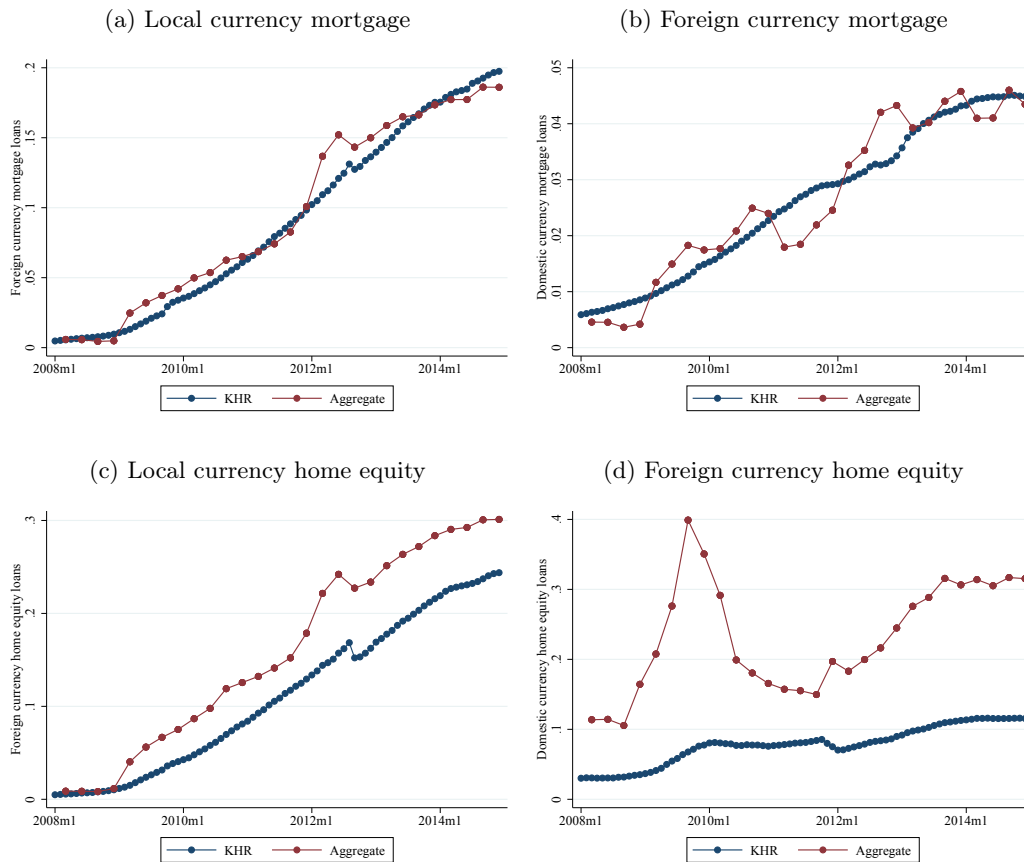 (a) Local currency mortgage
Foreign currency mortgage loans
.2
.15
.1
.05
0
2008m1 2010m1 2012m1 2014m1
KHR Aggregate
(b) Foreign currency mortgage
Domestic currency mortgage loans
.05
.04
.03
.02
.01
0
2008m1 2010m1 2012m1 2014m1
KHR Aggregate
(c) Local currency home equity
Foreign currency home equity loans
.3
.2
.1
0
2008m1 2010m1 2012m1 2014m1
KHR Aggregate
(d) Foreign currency home equity
Domestic currency home equity loans
.4
.3
.2
.1
0
2008m1 2010m1 2012m1 2014m1
KHR Aggregate